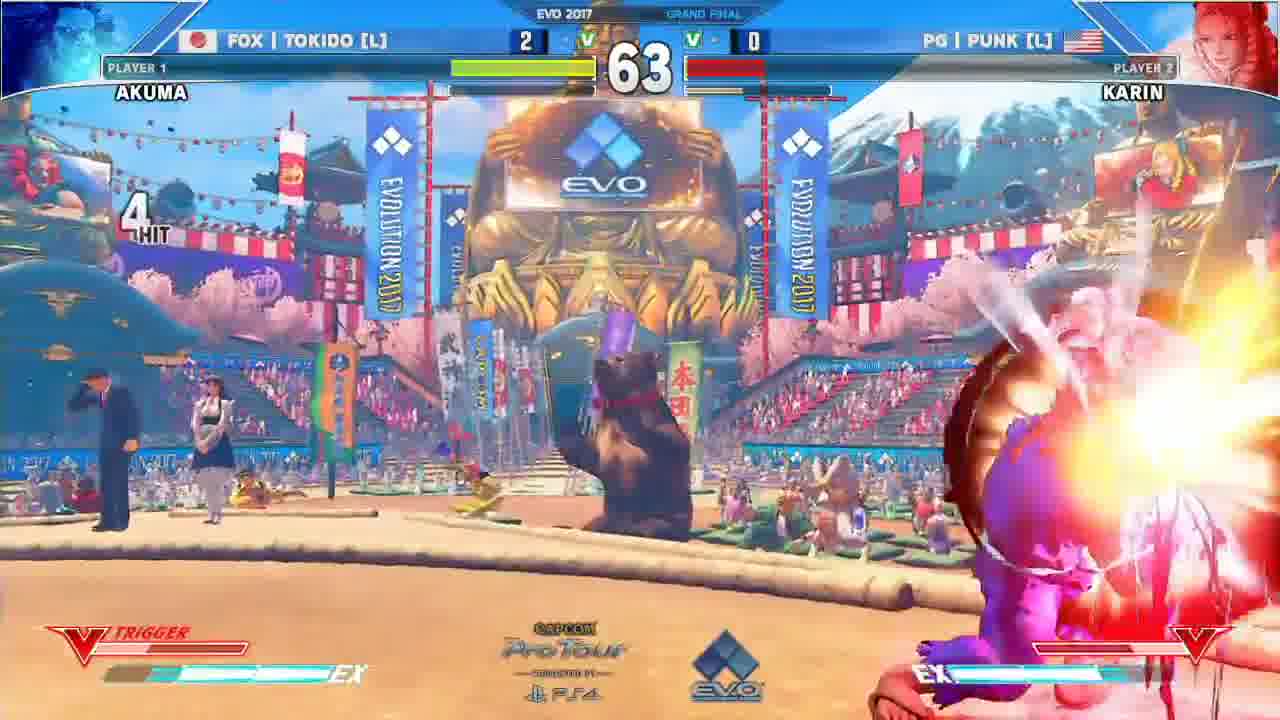 EVO 2017 GRAND FINAL
FOX | TOKIDO [L] 2 V V 0 PG | PUNK [L]
63
PLAYER 1 PLAYER 2
AKUMA KARIN
EVO
EVOLUTION 2017
EVOLUTION 2017
4
HIT
本
団
V TRIGGER
V
EX EX
CAPCOM
Pro Tour
PS4
EVO